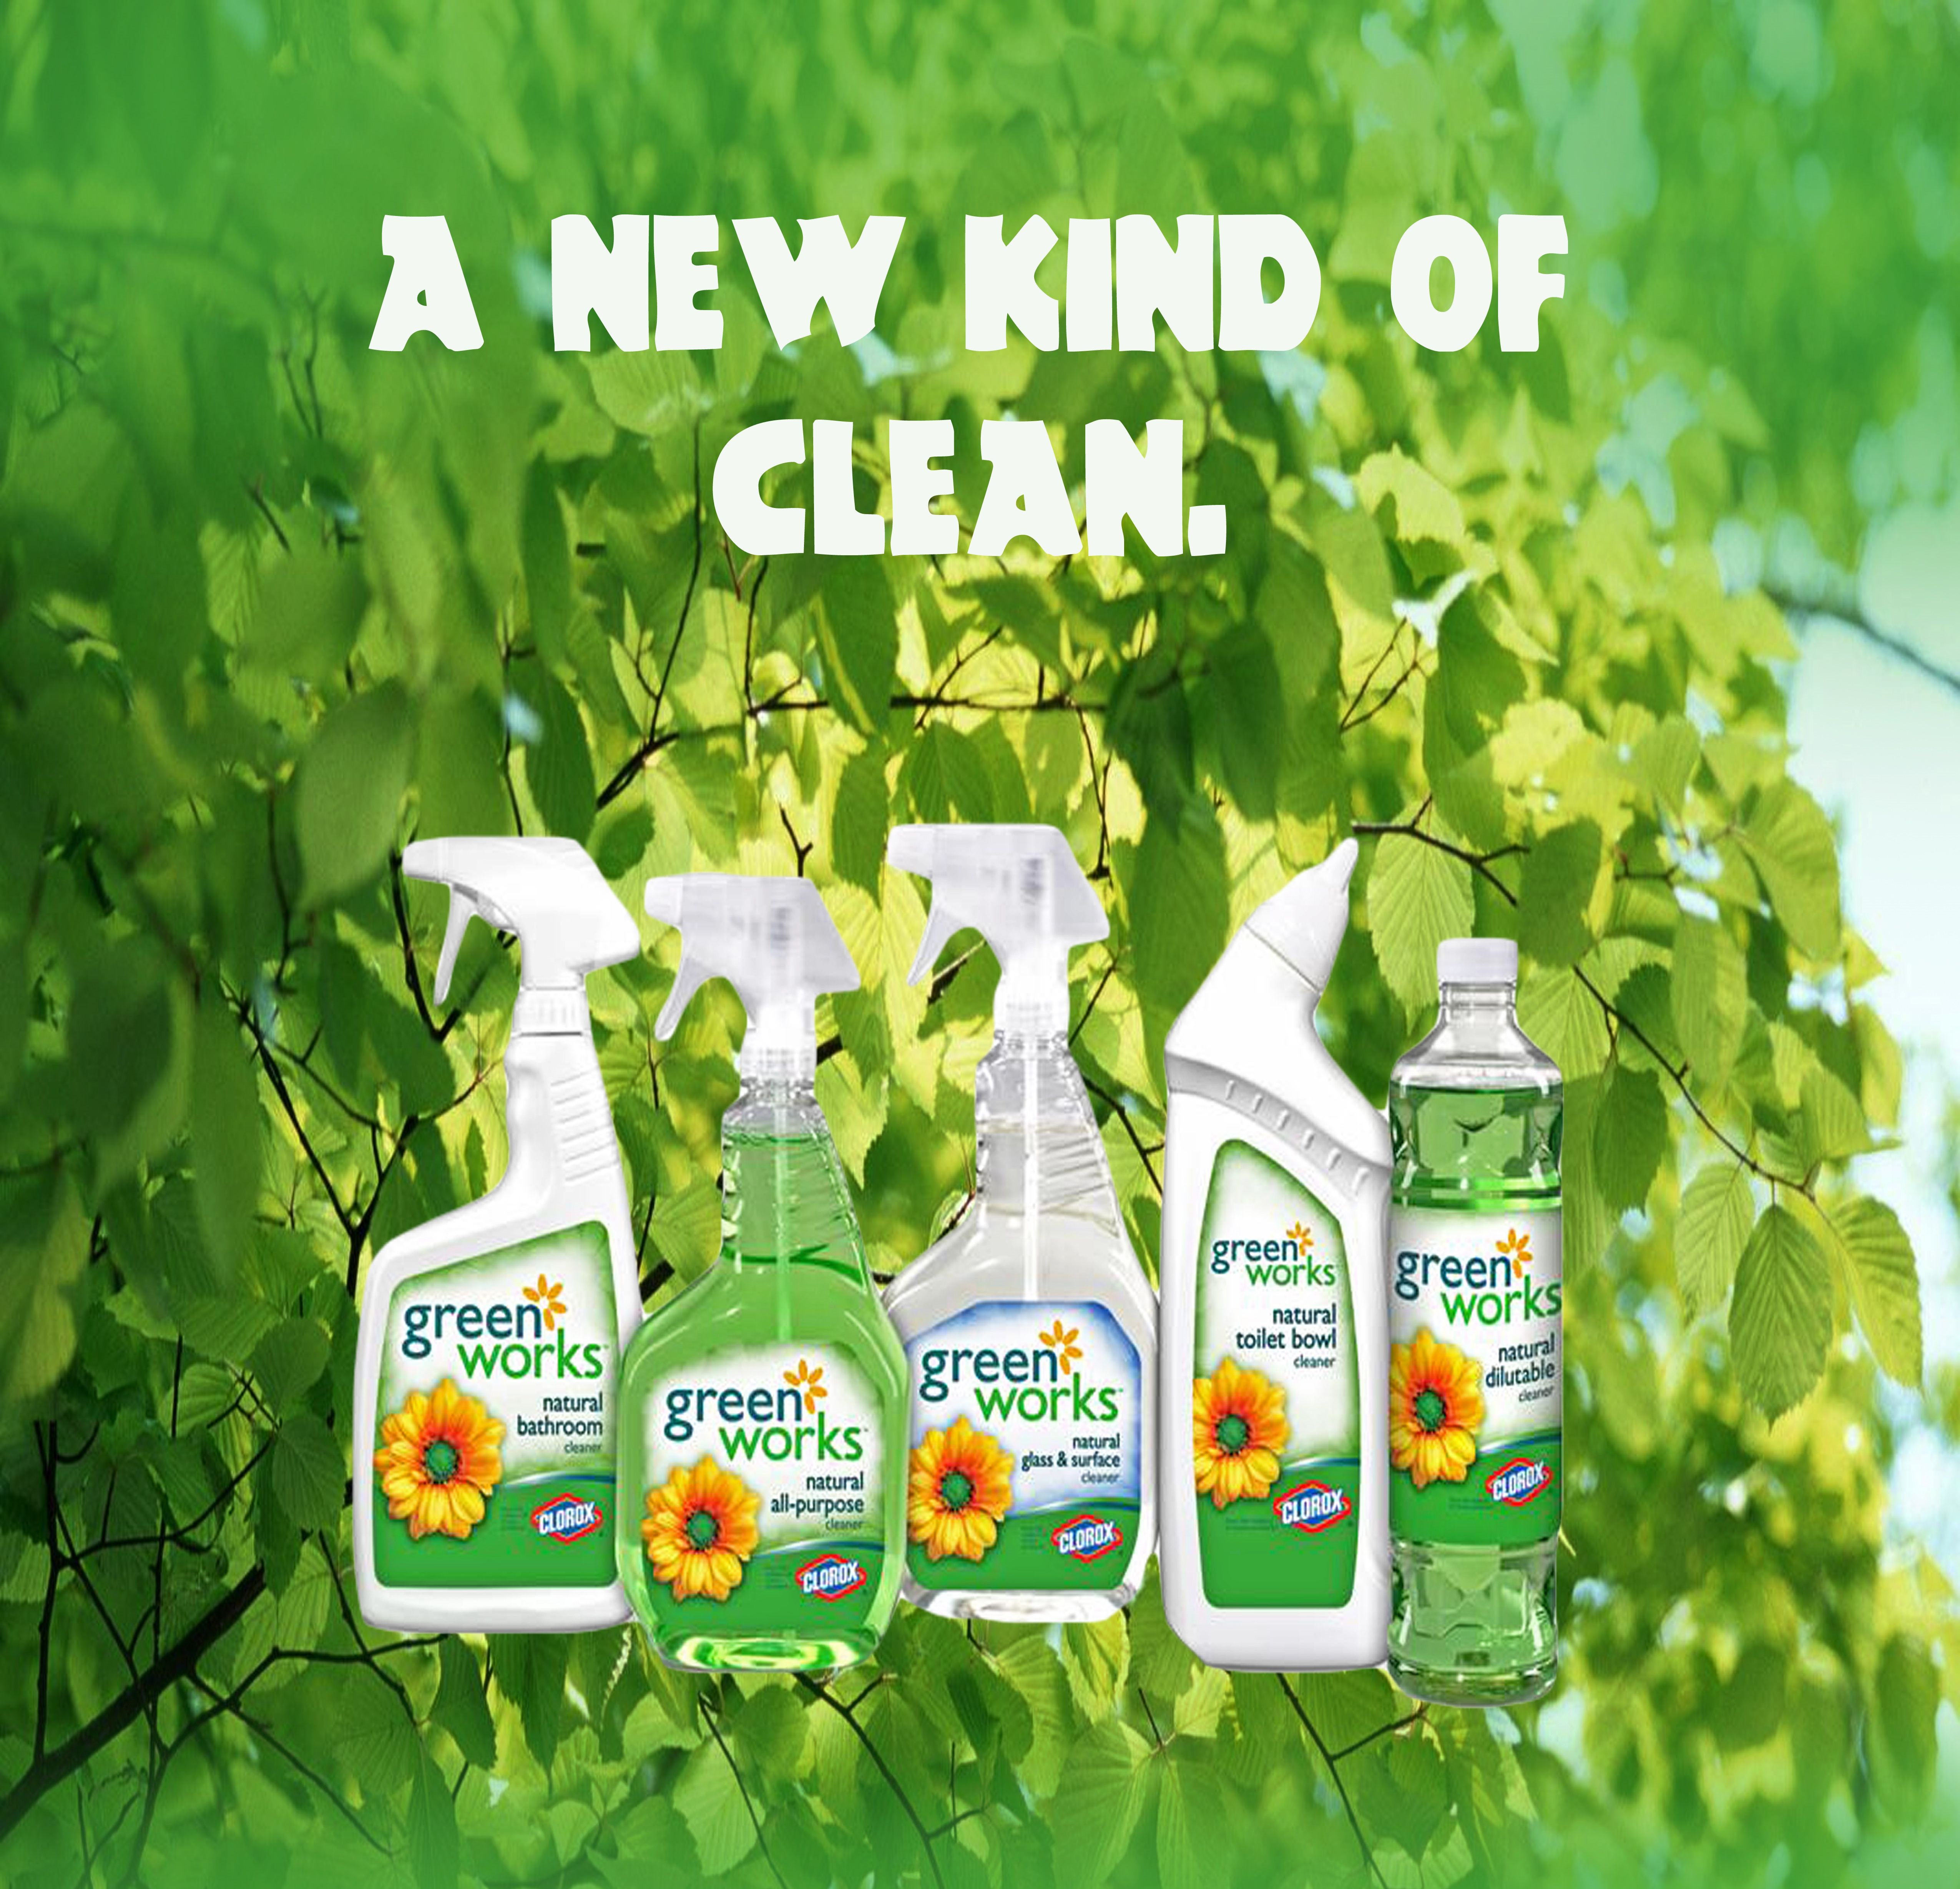 A NEW KIND OF
CLEAN.
green
works
natural
bathroom
cleaner
CLOROX
green
works
natural
all-purpose
cleaner
CLOROX
green
works
natural
glass & surface
cleaner
CLOROX
green
works
natural
toilet bowl
cleaner
CLOROX
green
works
natural
dilutable
cleaner
CLOROX